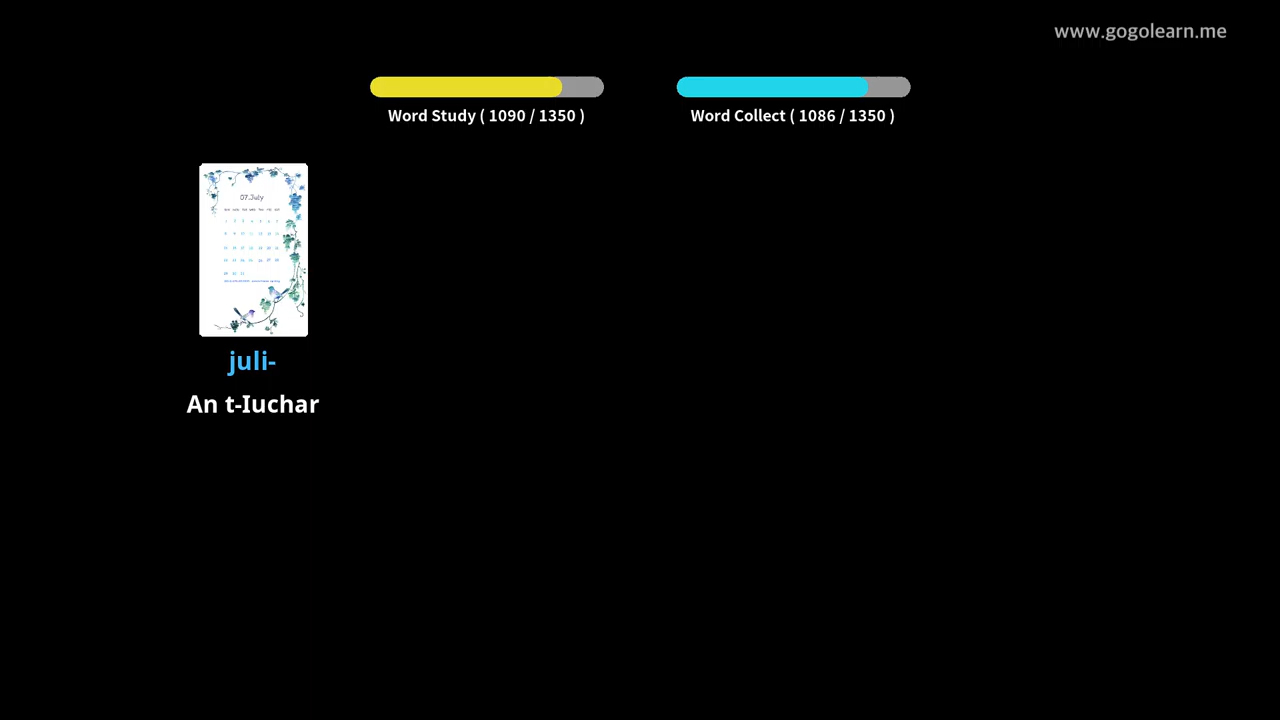 www.gogolearn.me
Word Study ( 1090 / 1350 )
Word Collect ( 1086 / 1350 )
07.July
juli-
An t-Iuchar